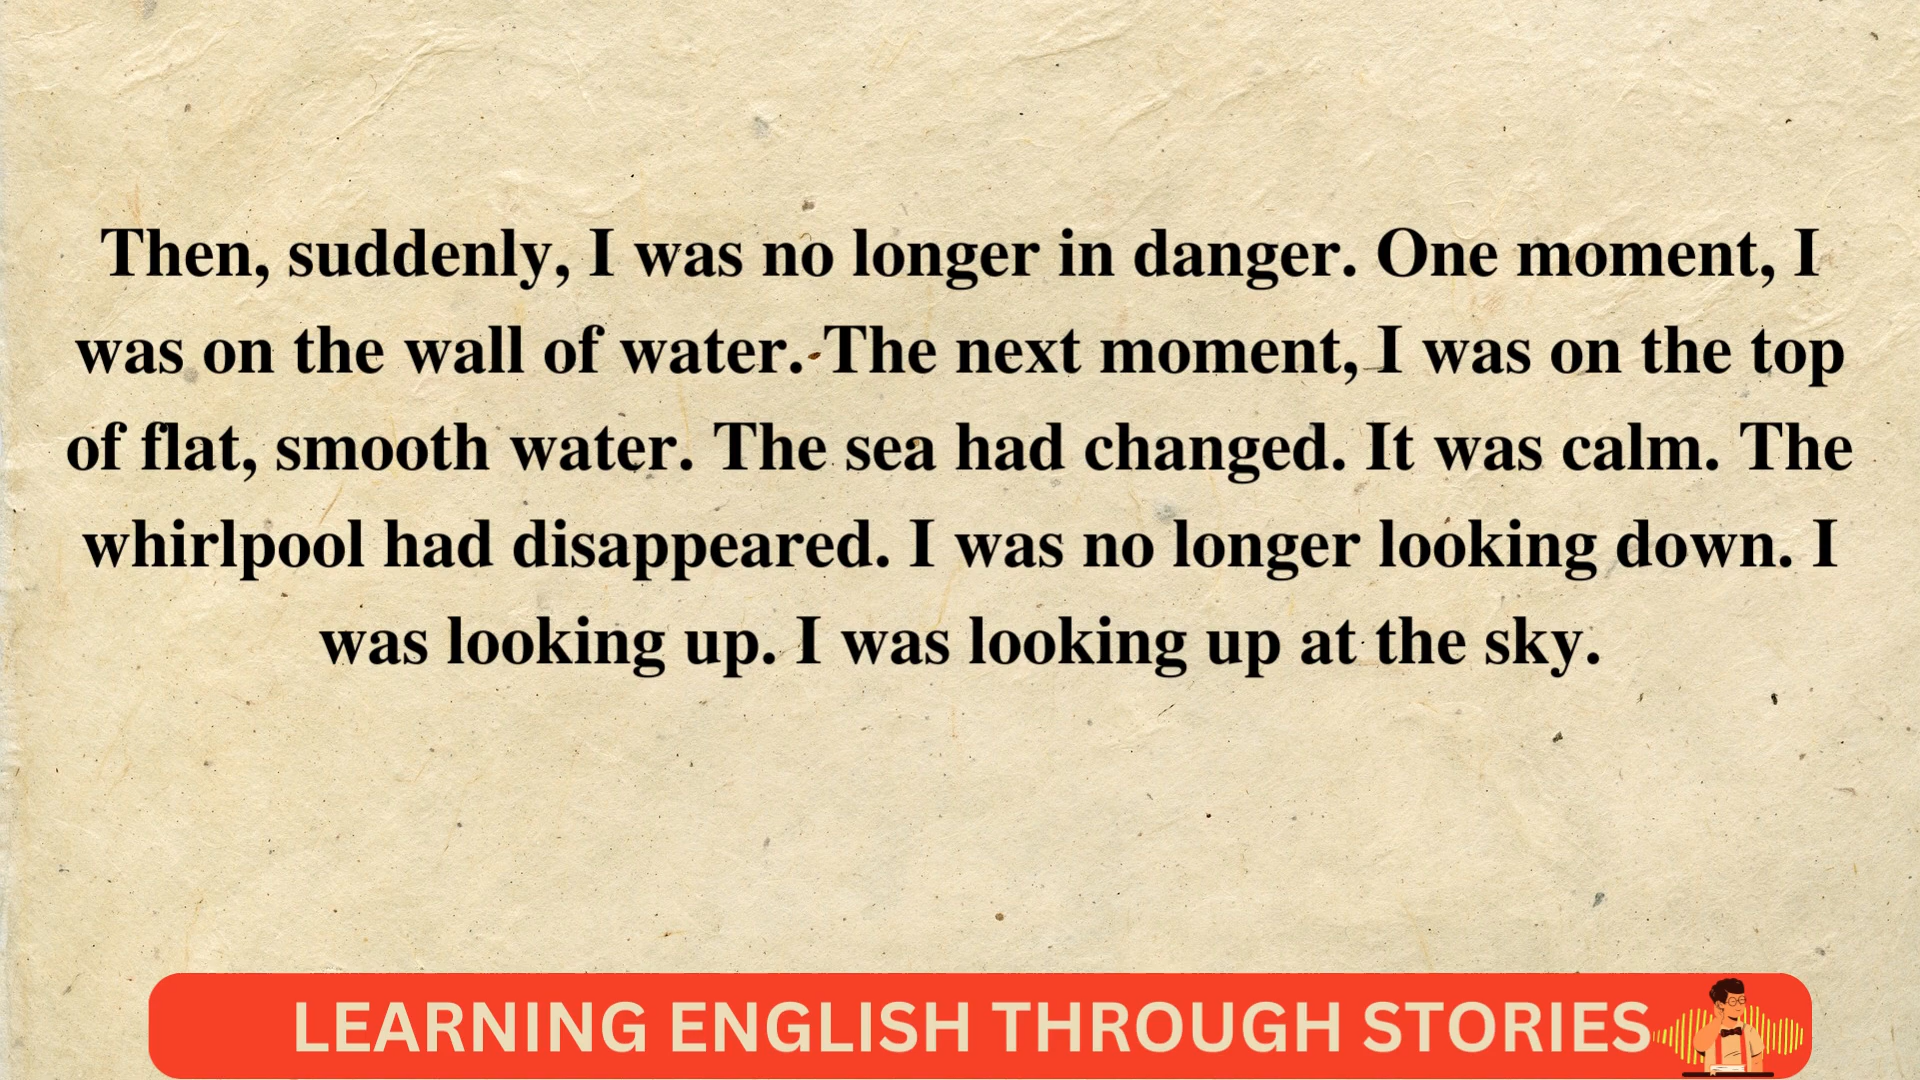 Then, suddenly, I was no longer in danger. One moment, I
was on the wall of water. The next moment, I was on the top
of flat, smooth water. The sea had changed. It was calm. The
whirlpool had disappeared. I was no longer looking down. I
was looking up. I was looking up at the sky.
LEARNING ENGLISH THROUGH STORIES